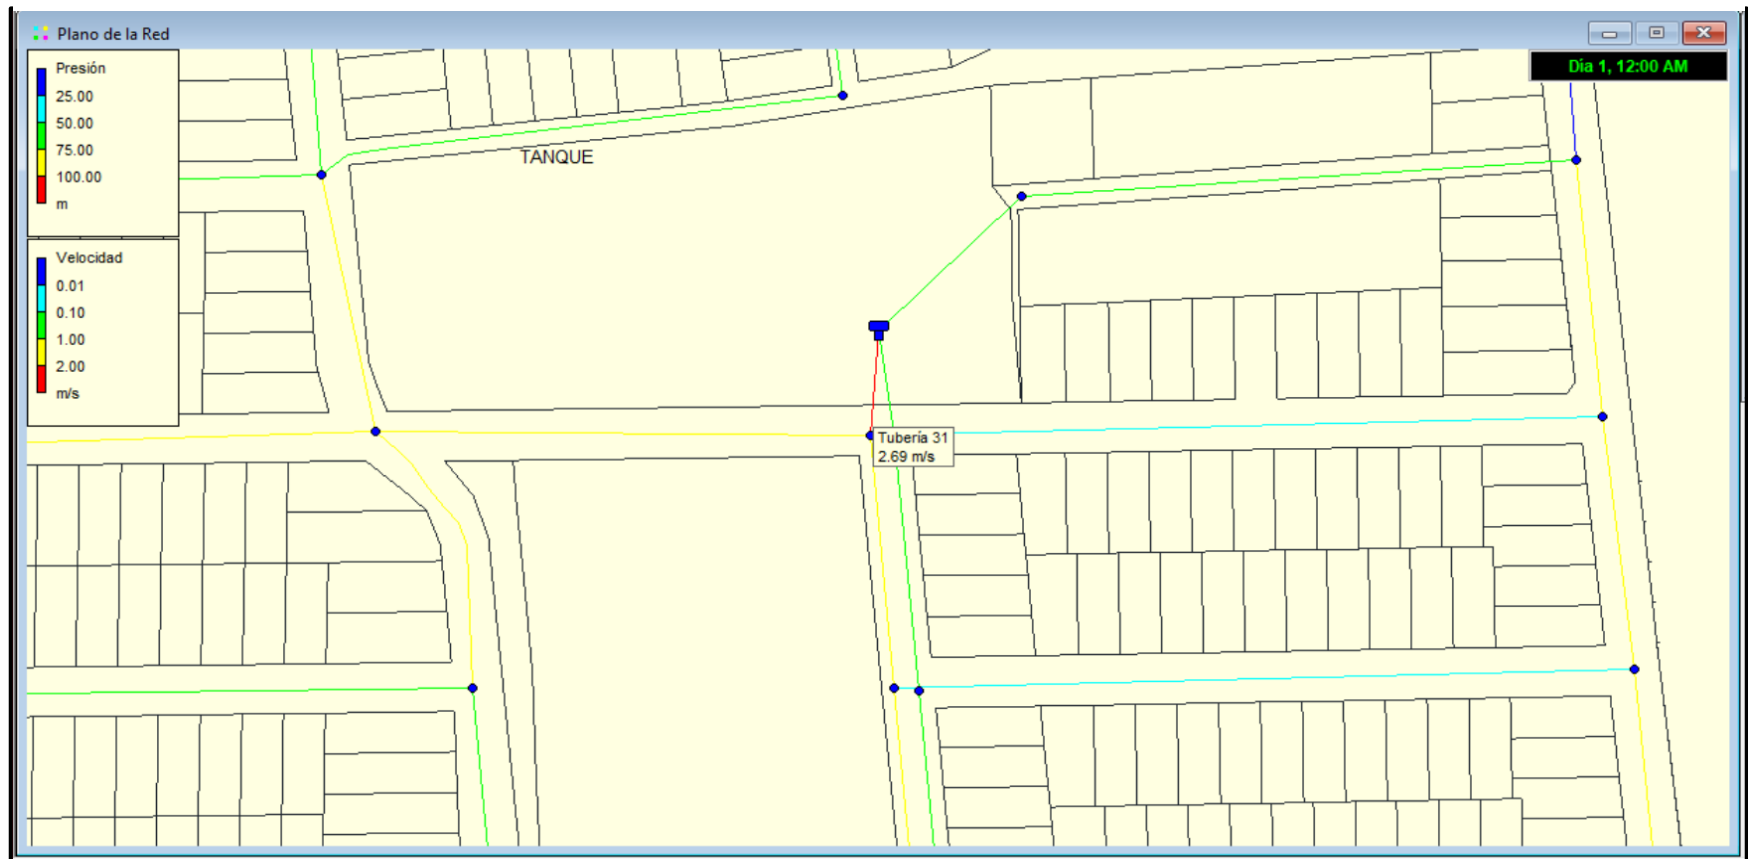 Plano de la Red
Dia 1, 12:00 AM
Presión
25.00
50.00
75.00
100.00
m
Velocidad
0.01
0.10
1.00
2.00
m/s
TANQUE
Tubería 31
2.69 m/s